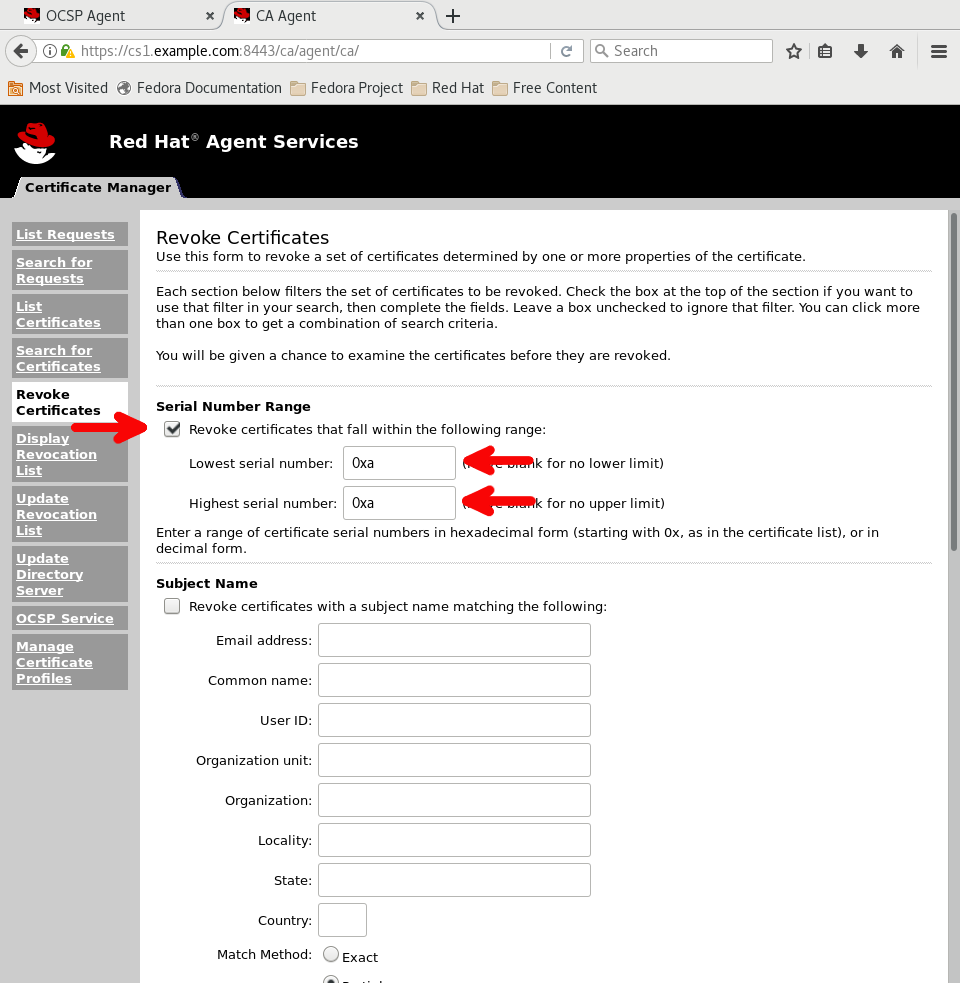 OCSP Agent
CA Agent
https://cs1.example.com:8443/ca/agent/ca/
Search
Most Visited
Fedora Documentation
Fedora Project
Red Hat
Free Content
Red Hat® Agent Services
Certificate Manager
List Requests
Search for
Requests
List
Certificates
Search for
Certificates
Revoke
Certificates
Display
Revocation
List
Update
Revocation
List
Update
Directory
Server
OCSP Service
Manage
Certificate
Profiles
Revoke Certificates
Use this form to revoke a set of certificates determined by one or more properties of the certificate.
Each section below filters the set of certificates to be revoked. Check the box at the top of the section if you want to
use that filter in your search, then complete the fields. Leave a box unchecked to ignore that filter. You can click more
than one box to get a combination of search criteria.
You will be given a chance to examine the certificates before they are revoked.
Serial Number Range
Revoke certificates that fall within the following range:
Lowest serial number: 0xa for no lower limit)
Highest serial number: 0xa for no upper limit)
Enter a range of certificate serial numbers in hexadecimal form (starting with 0x, as in the certificate list), or in
decimal form.
Subject Name
Revoke certificates with a subject name matching the following:
Email address:
Common name:
User ID:
Organization unit:
Organization:
Locality:
State:
Country:
Match Method:
Exact